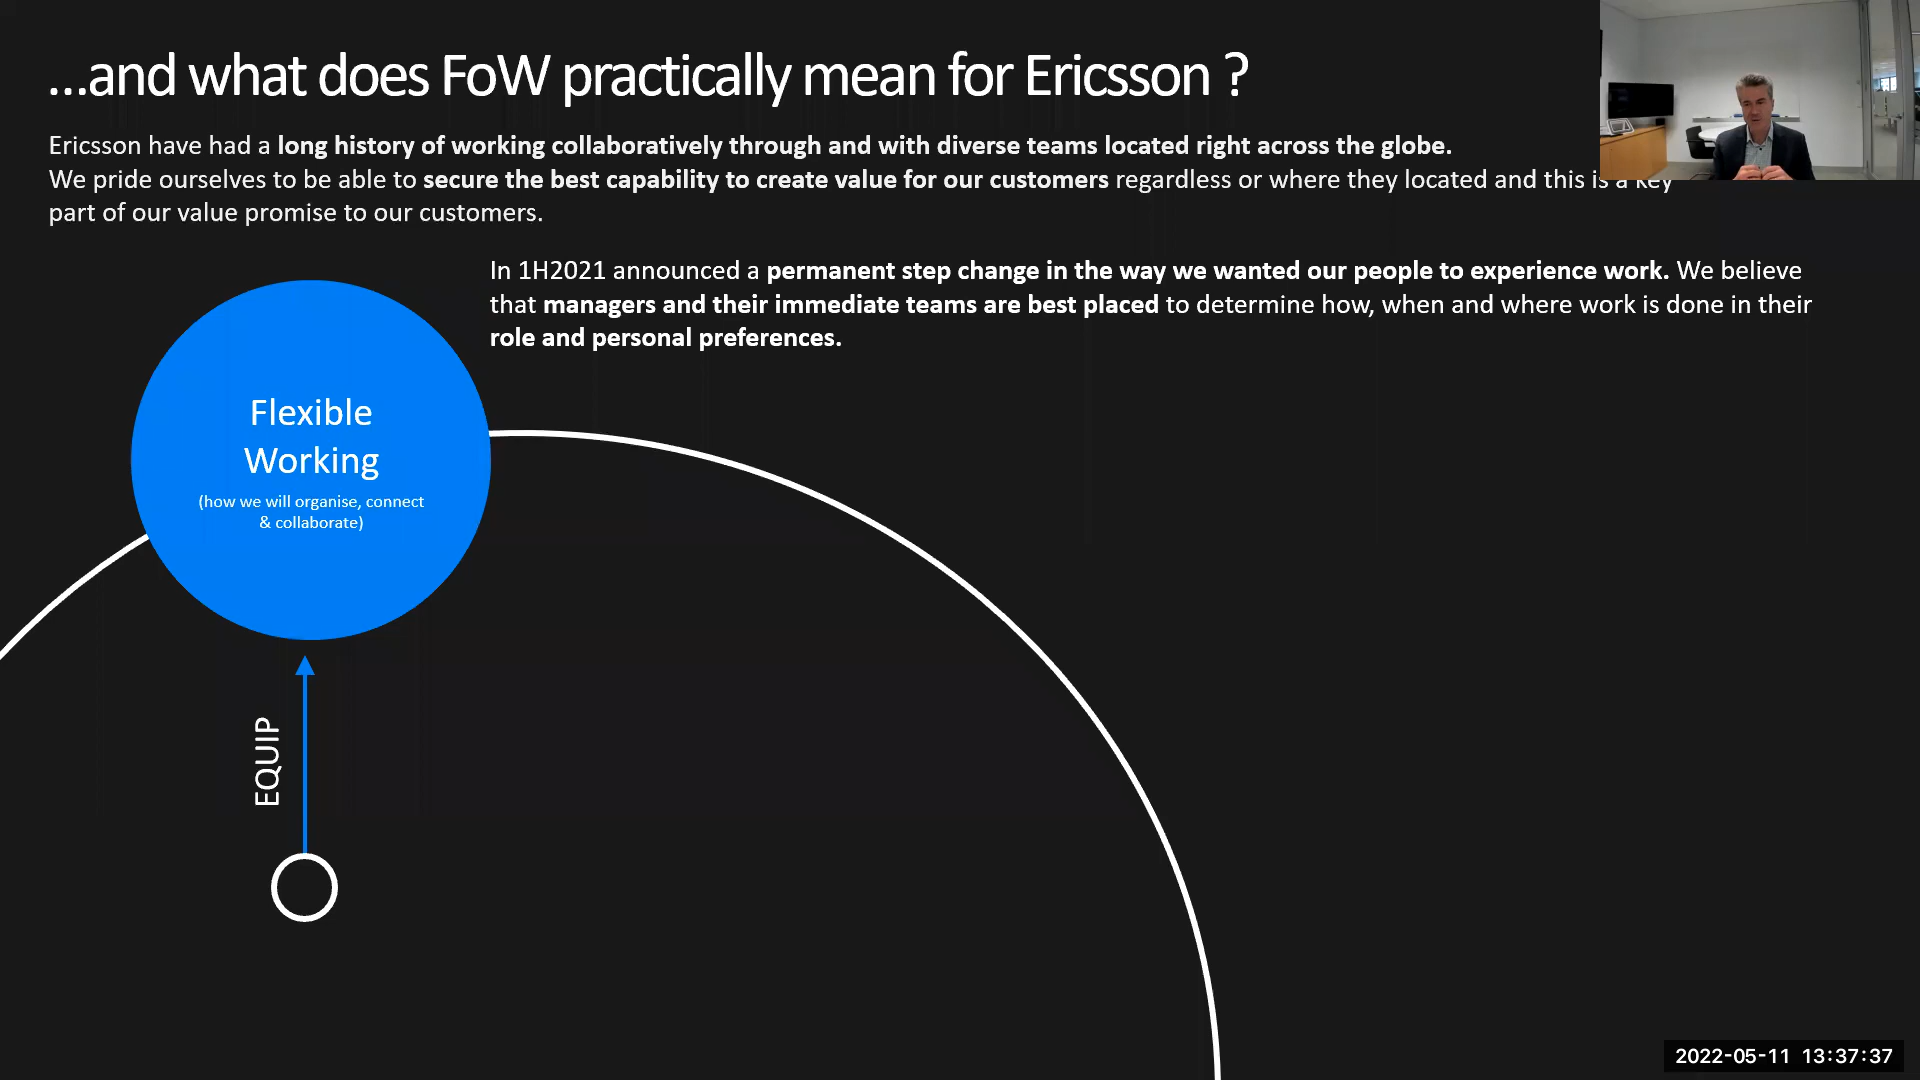 ...and what does FoW practically mean for Ericsson ?
Ericsson have had a long history of working collaboratively through and with diverse teams located right across the globe.
We pride ourselves to be able to secure the best capability to create value for our customers regardless or where they located and this is a key
part of our value promise to our customers.
In 1H2021 announced a permanent step change in the way we wanted our people to experience work. We believe
that managers and their immediate teams are best placed to determine how, when and where work is done in their
role and personal preferences.
Flexible
Working
(how we will organise, connect
& collaborate)
EQUIP
2022-05-11 13:37:37